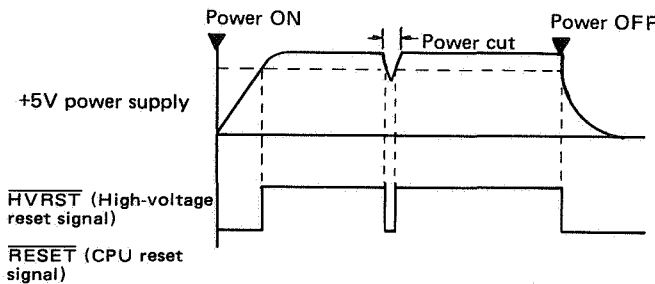 Power ON
Power OFF
Power cut
+5V power supply
HVRST (High-voltage
reset signal)
RESET (CPU reset
signal)